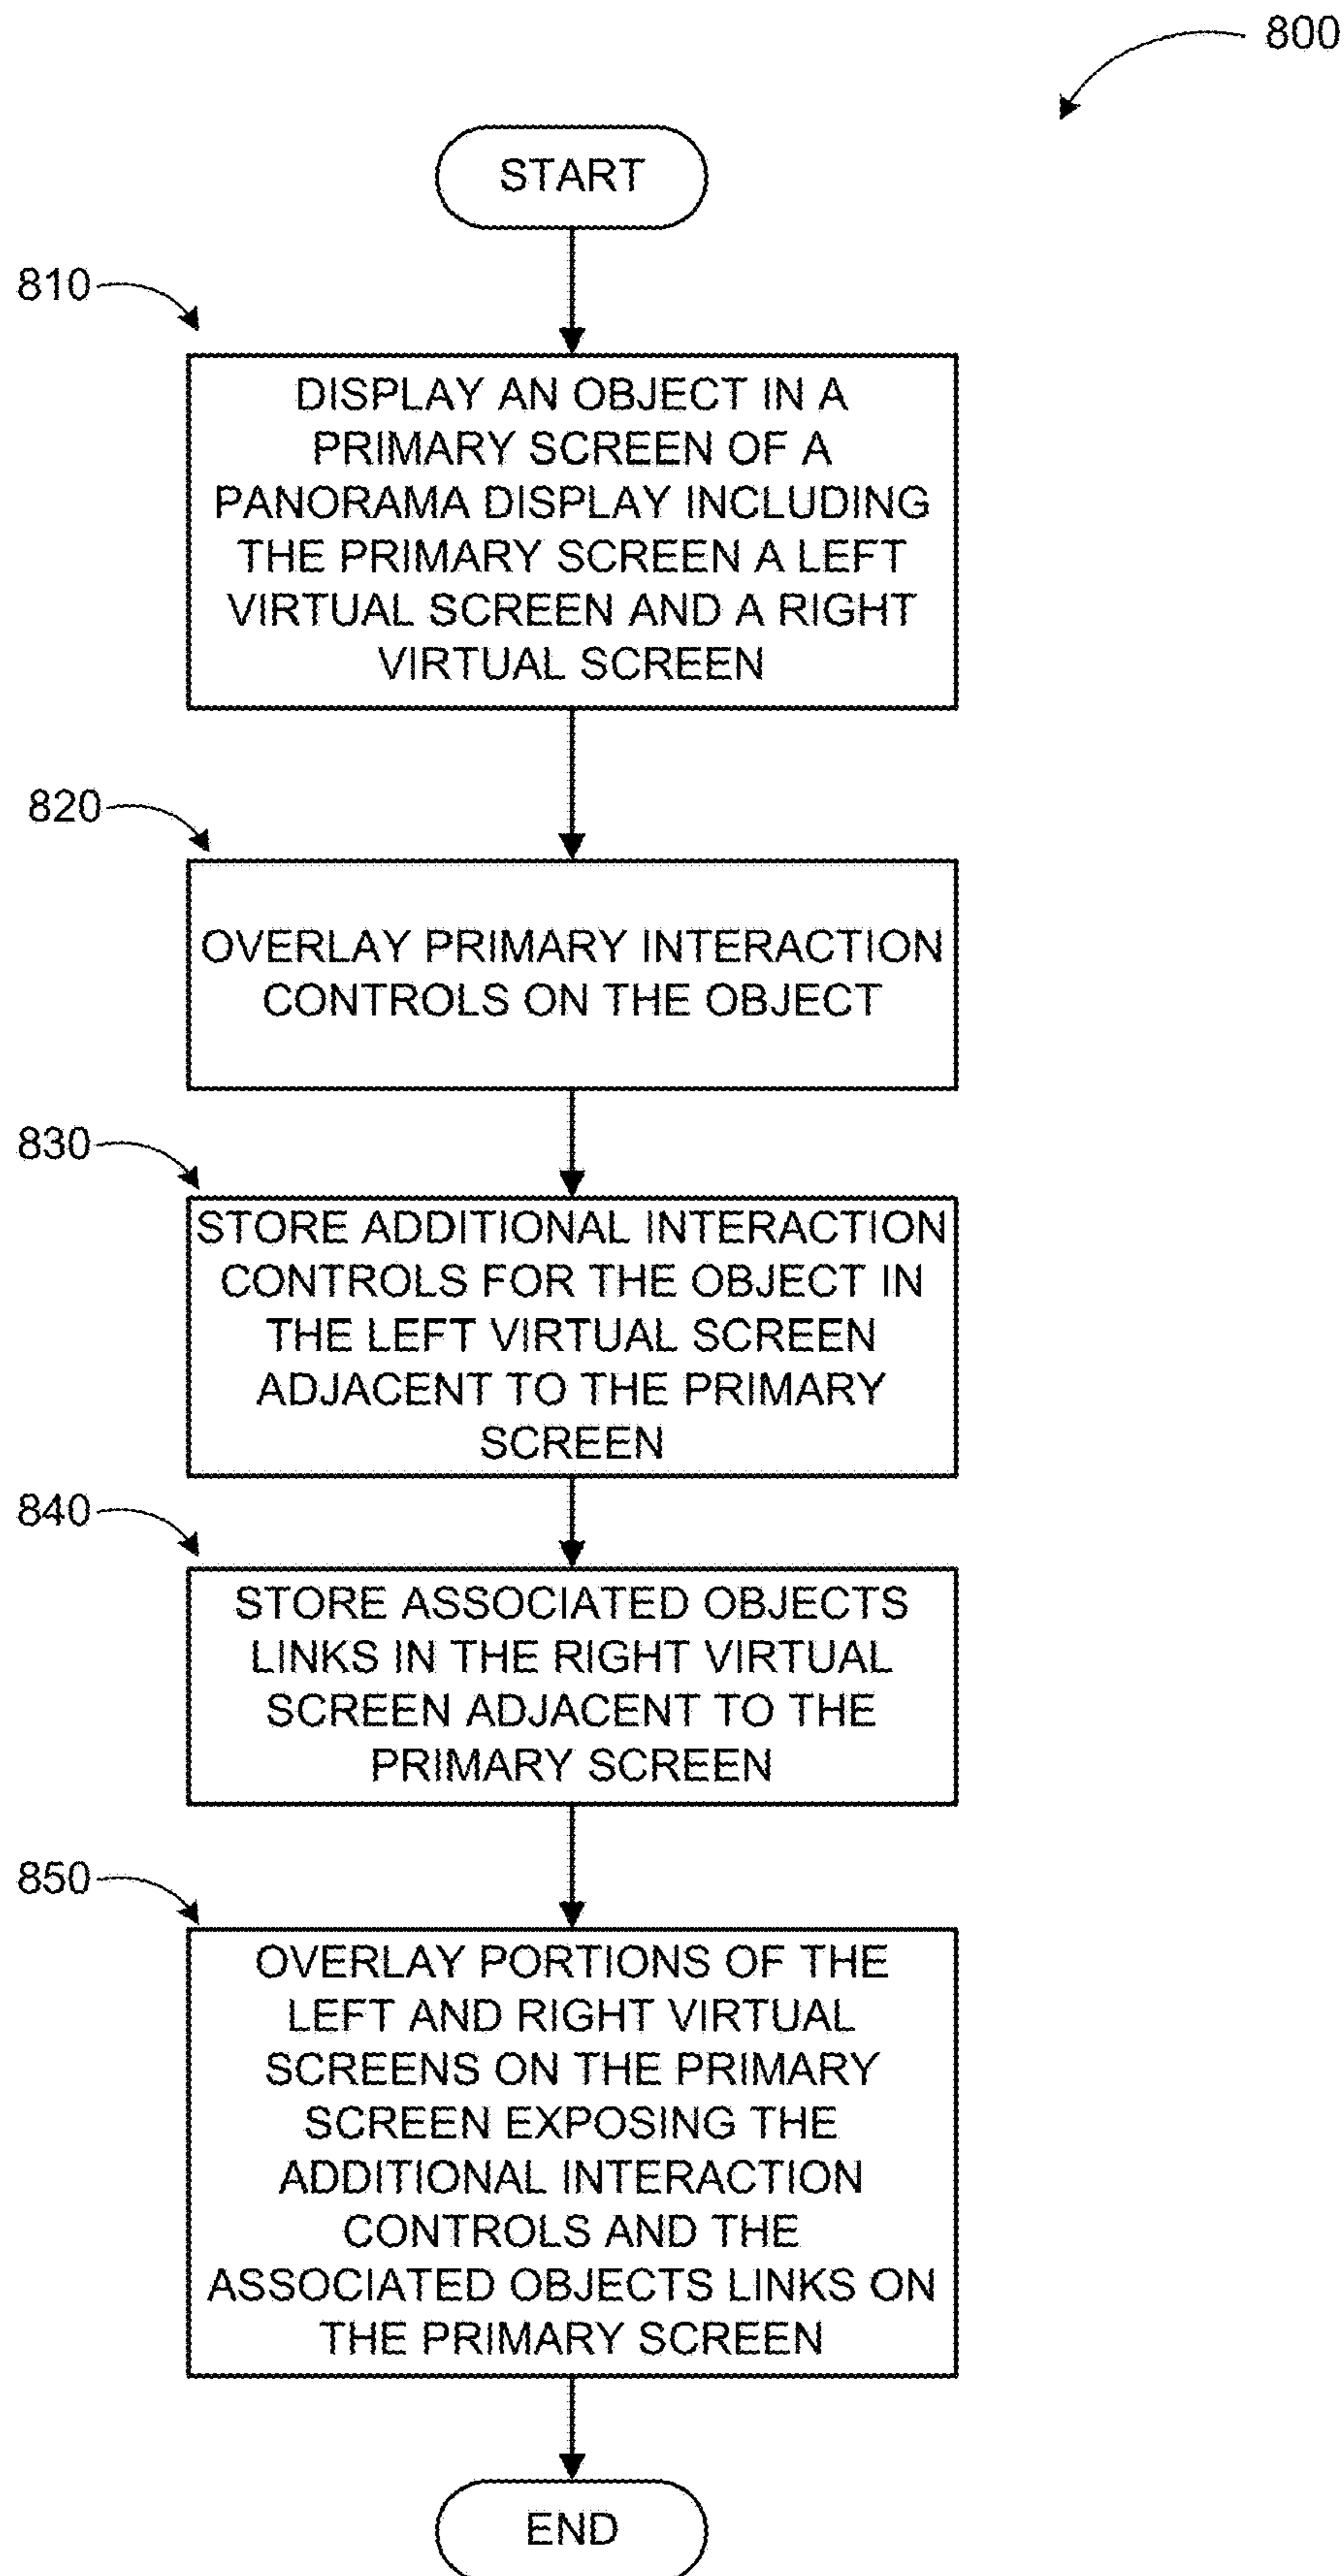 800
START
810
DISPLAY AN OBJECT IN A
PRIMARY SCREEN OF A
PANORAMA DISPLAY INCLUDING
THE PRIMARY SCREEN A LEFT
VIRTUAL SCREEN AND A RIGHT
VIRTUAL SCREEN
820
OVERLAY PRIMARY INTERACTION
CONTROLS ON THE OBJECT
830
STORE ADDITIONAL INTERACTION
CONTROLS FOR THE OBJECT IN
THE LEFT VIRTUAL SCREEN
ADJACENT TO THE PRIMARY
SCREEN
840
STORE ASSOCIATED OBJECTS
LINKS IN THE RIGHT VIRTUAL
SCREEN ADJACENT TO THE
PRIMARY SCREEN
850
OVERLAY PORTIONS OF THE
LEFT AND RIGHT VIRTUAL
SCREENS ON THE PRIMARY
SCREEN EXPOSING THE
ADDITIONAL INTERACTION
CONTROLS AND THE
ASSOCIATED OBJECTS LINKS ON
THE PRIMARY SCREEN
END